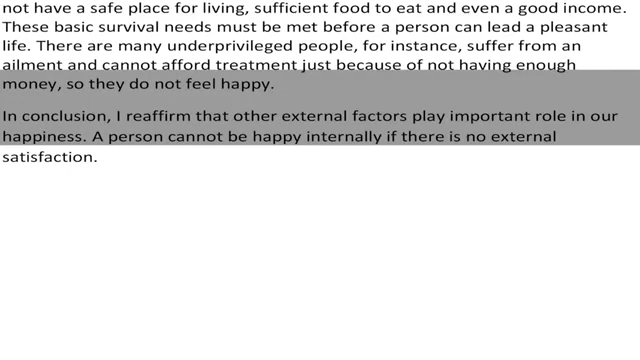 not have a safe place for living, sufficient food to eat and even a good income.
These basic survival needs must be met before a person can lead a pleasant
life. There are many underprivileged people, for instance, suffer from an
ailment and cannot afford treatment just because of not having enough
money, so they do not feel happy.
In conclusion, I reaffirm that other external factors play important role in our
happiness. A person cannot be happy internally if there is no external
satisfaction.